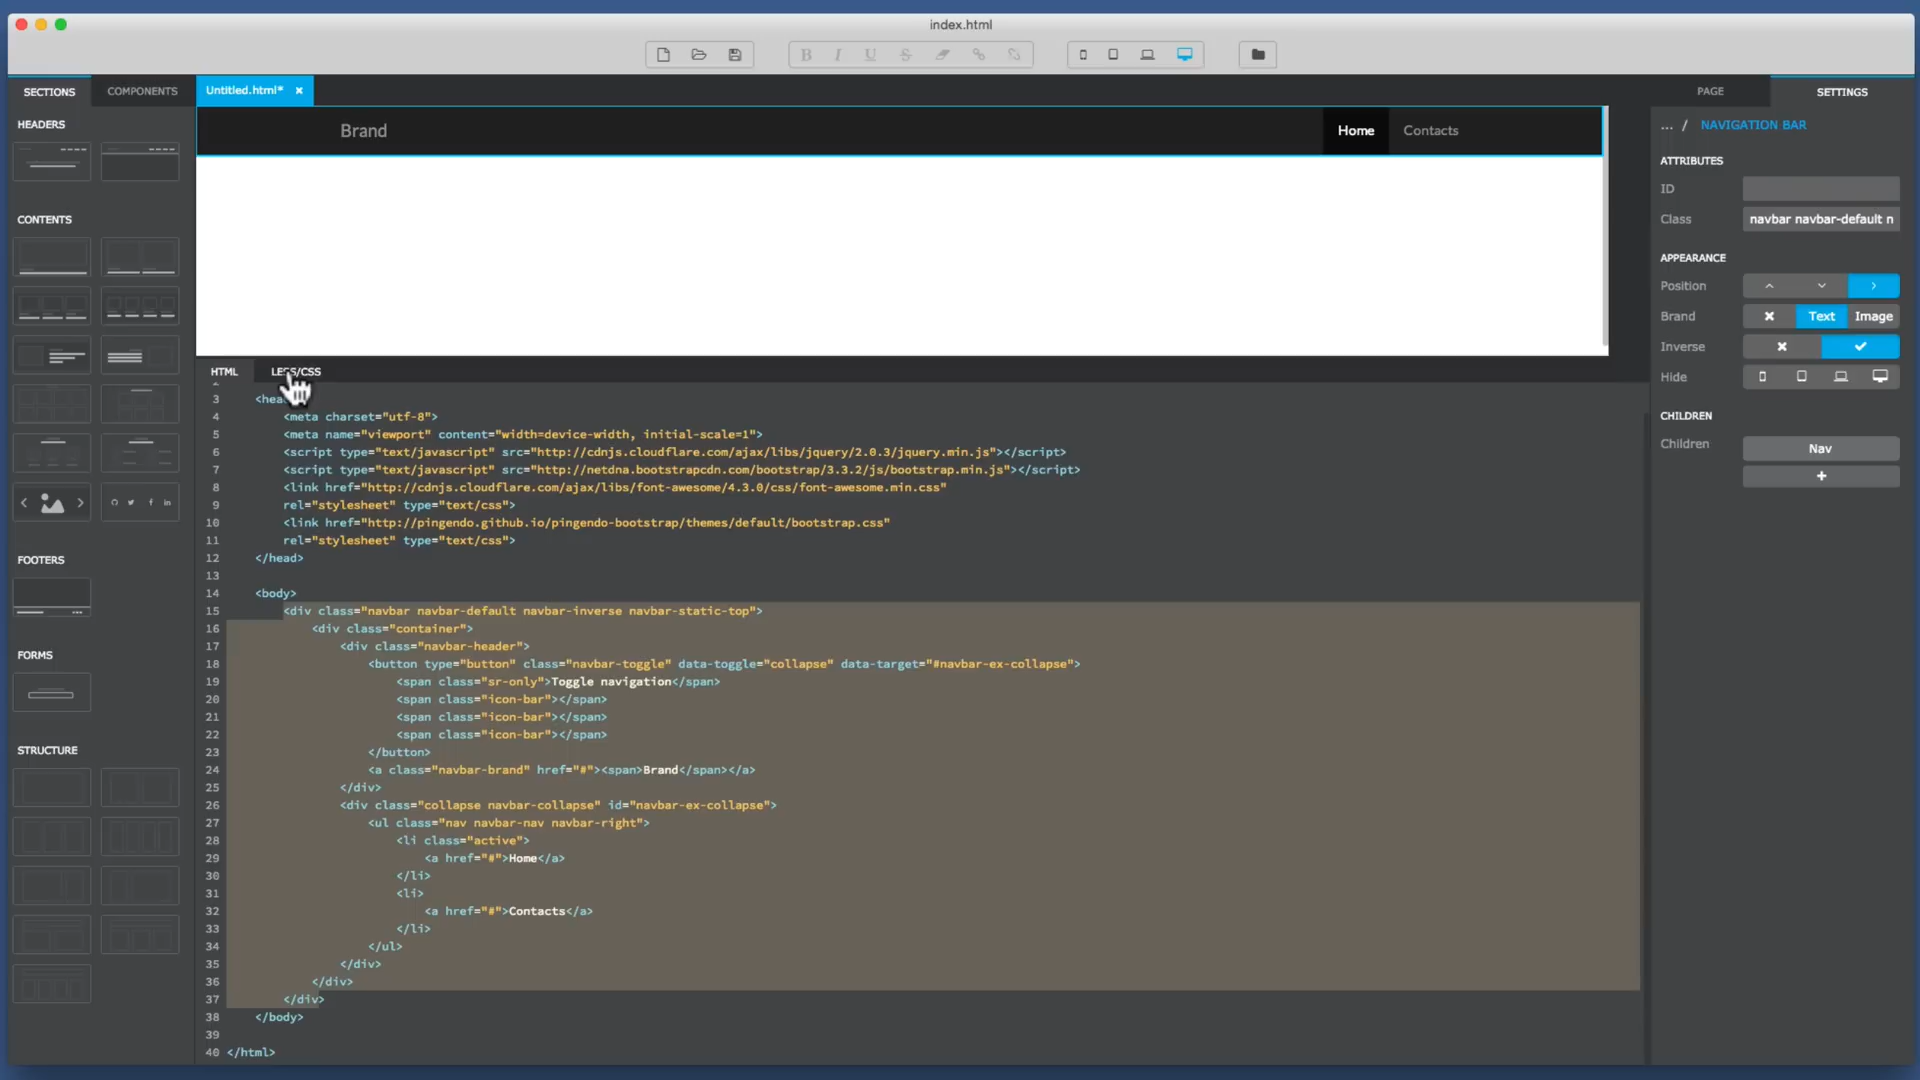 index.html
SECTIONS
COMPONENTS
Untitled.html*
PAGE
SETTINGS
HEADERS
CONTENTS
FOOTERS
FORMS
STRUCTURE
Brand
Home
Contacts
... / NAVIGATION BAR
ATTRIBUTES
ID
Class navbar navbar-default n
APPEARANCE
Position
Brand Text Image
Inverse
Hide
CHILDREN
Children Nav
+
HTML
LESS/CSS
2
3 <head>
4 <meta charset="utf-8">
5 <meta name="viewport" content="width=device-width, initial-scale=1">
6 <script type="text/javascript" src="http://cdnjs.cloudflare.com/ajax/libs/jquery/2.0.3/jquery.min.js"></script>
7 <script type="text/javascript" src="http://netdna.bootstrapcdn.com/bootstrap/3.3.2/js/bootstrap.min.js"></script>
8 <link href="http://cdnjs.cloudflare.com/ajax/libs/font-awesome/4.3.0/css/font-awesome.min.css"
9 rel="stylesheet" type="text/css">
10 <link href="http://pingendo.github.io/pingendo-bootstrap/themes/default/bootstrap.css"
11 rel="stylesheet" type="text/css">
12 </head>
13
14 <body>
15 <div class="navbar navbar-default navbar-inverse navbar-static-top">
16 <div class="container">
17 <div class="navbar-header">
18 <button type="button" class="navbar-toggle" data-toggle="collapse" data-target="#navbar-ex-collapse">
19 <span class="sr-only">Toggle navigation</span>
20 <span class="icon-bar"></span>
21 <span class="icon-bar"></span>
22 <span class="icon-bar"></span>
23 </button>
24 <a class="navbar-brand" href="#"><span>Brand</span></a>
25 </div>
26 <div class="collapse navbar-collapse" id="navbar-ex-collapse">
27 <ul class="nav navbar-nav navbar-right">
28 <li class="active">
29 <a href="#">Home</a>
30 </li>
31 <li>
32 <a href="#">Contacts</a>
33 </li>
34 </ul>
35 </div>
36 </div>
37 </div>
38 </body>
39
40 </html>